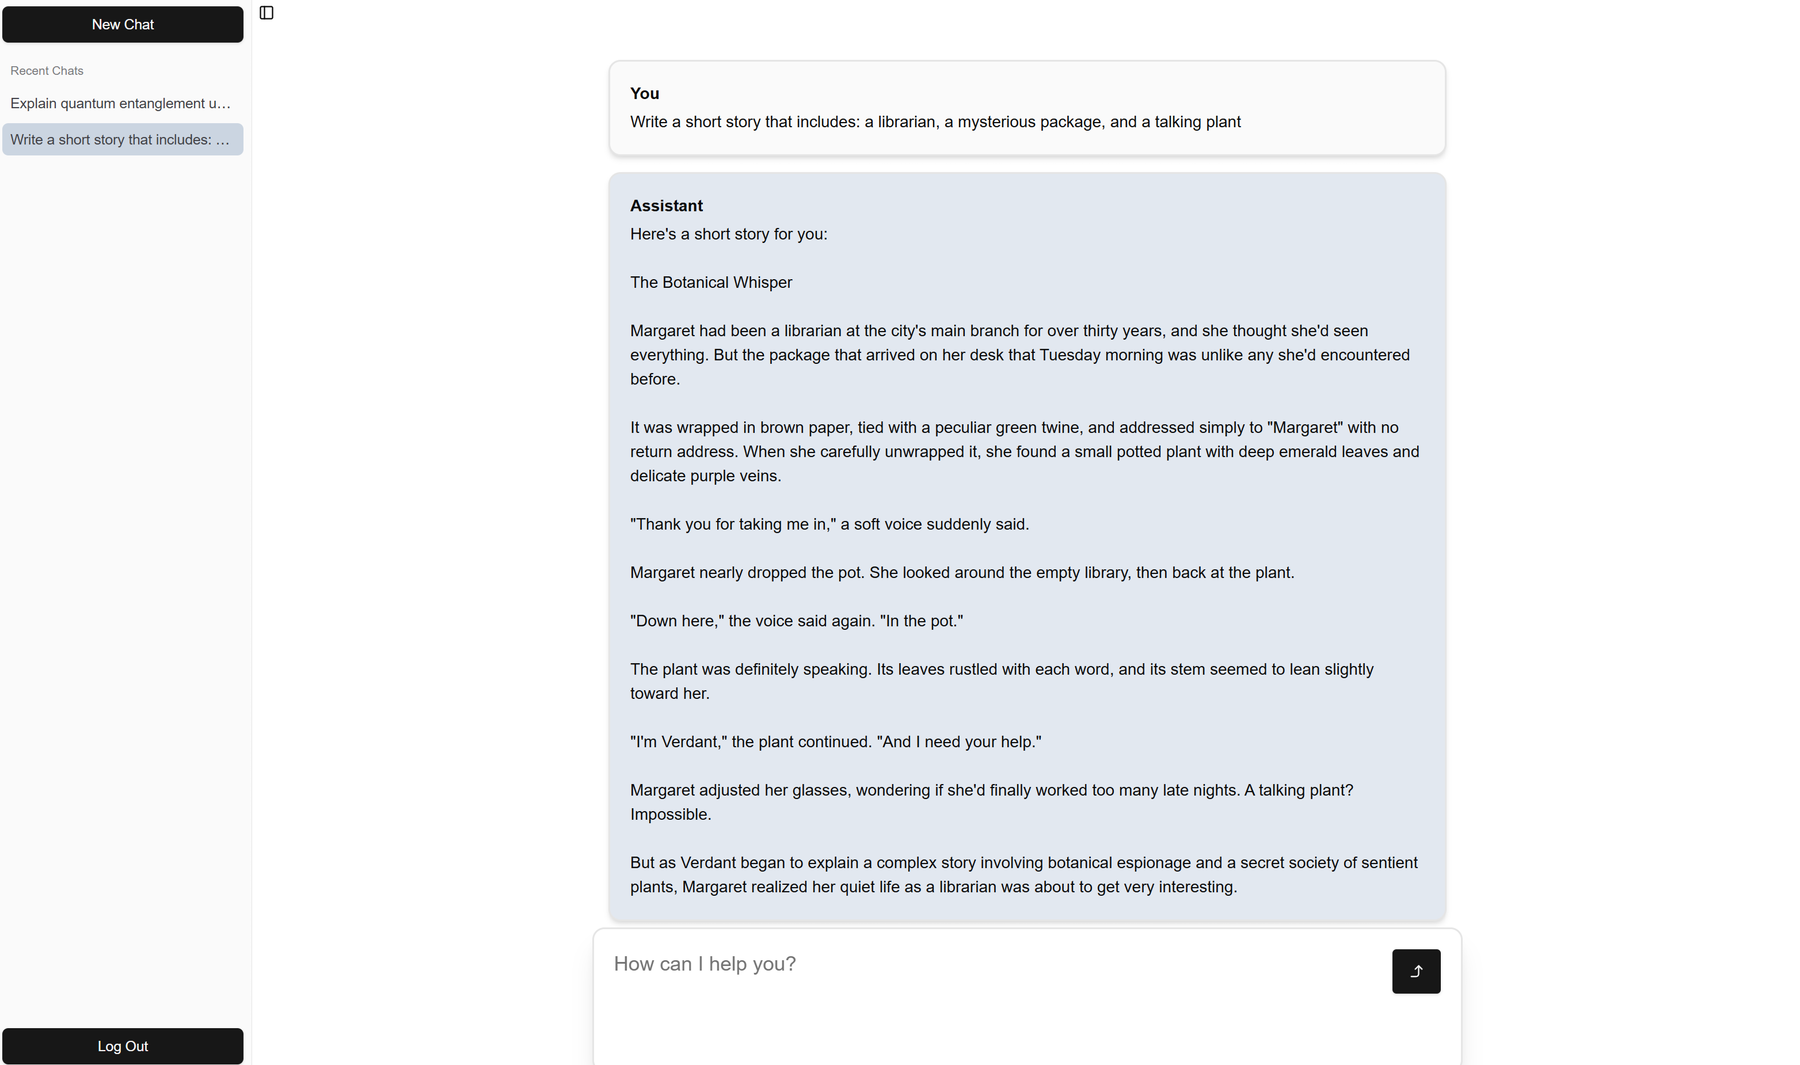 New Chat
Recent Chats
Explain quantum entanglement u...
Write a short story that includes: ...
Log Out
You
Write a short story that includes: a librarian, a mysterious package, and a talking plant
Assistant
Here's a short story for you:
The Botanical Whisper
Margaret had been a librarian at the city's main branch for over thirty years, and she thought she'd seen
everything. But the package that arrived on her desk that Tuesday morning was unlike any she'd encountered
before.
It was wrapped in brown paper, tied with a peculiar green twine, and addressed simply to "Margaret" with no
return address. When she carefully unwrapped it, she found a small potted plant with deep emerald leaves and
delicate purple veins.
"Thank you for taking me in," a soft voice suddenly said.
Margaret nearly dropped the pot. She looked around the empty library, then back at the plant.
"Down here," the voice said again. "In the pot."
The plant was definitely speaking. Its leaves rustled with each word, and its stem seemed to lean slightly
toward her.
"I'm Verdant," the plant continued. "And I need your help."
Margaret adjusted her glasses, wondering if she'd finally worked too many late nights. A talking plant?
Impossible.
But as Verdant began to explain a complex story involving botanical espionage and a secret society of sentient
plants, Margaret realized her quiet life as a librarian was about to get very interesting.
How can I help you?